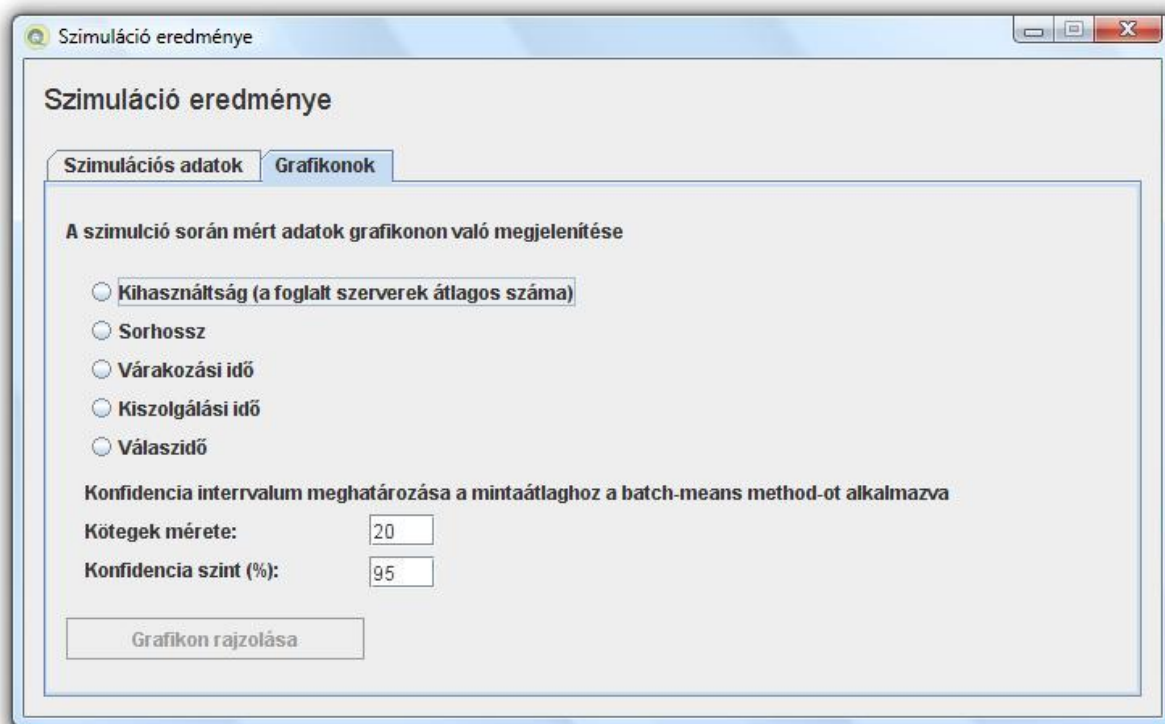 Szimuláció eredménye
Szimuláció eredménye
Szimulációs adatok Grafikonok
A szimulció során mért adatok grafikonon való megjelenítése
Kihasználtság (a foglalt szerverek átlagos száma)
Sorhossz
Várakozási idő
Kiszolgálási idő
Válaszidő
Konfidencia interrvalum meghatározása a mintaátlaghoz a batch-means method-ot alkalmazva
Kötegek mérete: 20
Konfidencia szint (%): 95
Grafikon rajzolása